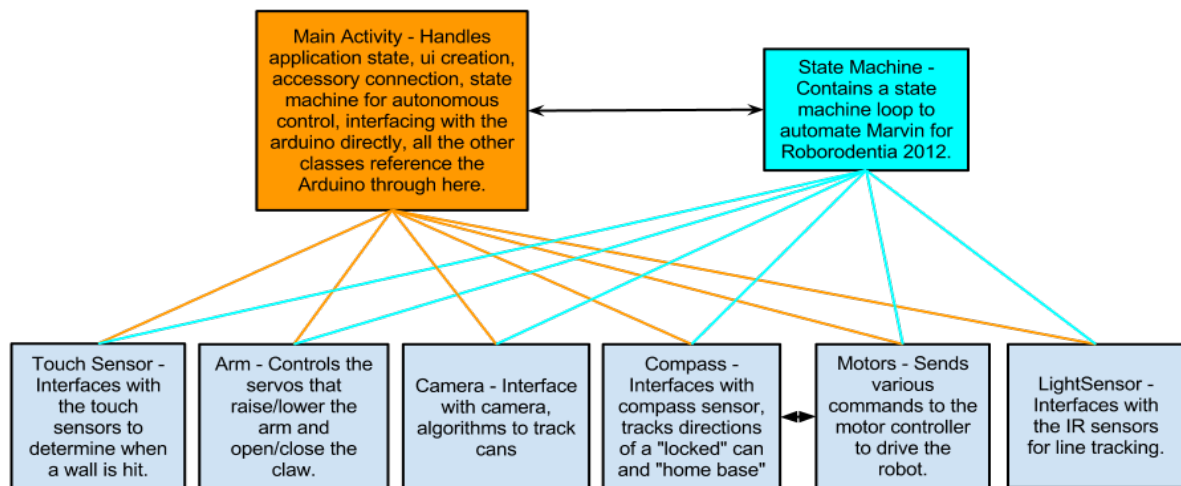 Main Activity - Handles
application state, ui creation,
accessory connection, state
machine for autonomous
control, interfacing with the
arduino directly, all the other
classes reference the
Arduino through here.
State Machine -
Contains a state
machine loop to
automate Marvin for
Roborodentia 2012.
Touch Sensor -
Interfaces with
the touch
sensors to
determine when
a wall is hit.
Arm - Controls the
servos that
raise/lower the
arm and
open/close the
claw.
Camera - Interface
with camera,
algorithms to track
cans
Compass -
Interfaces with
compass sensor,
tracks directions
of a "locked" can
and "home base"
Motors - Sends
various
commands to the
motor controller
to drive the
robot.
LightSensor -
Interfaces with
the IR sensors
for line tracking.